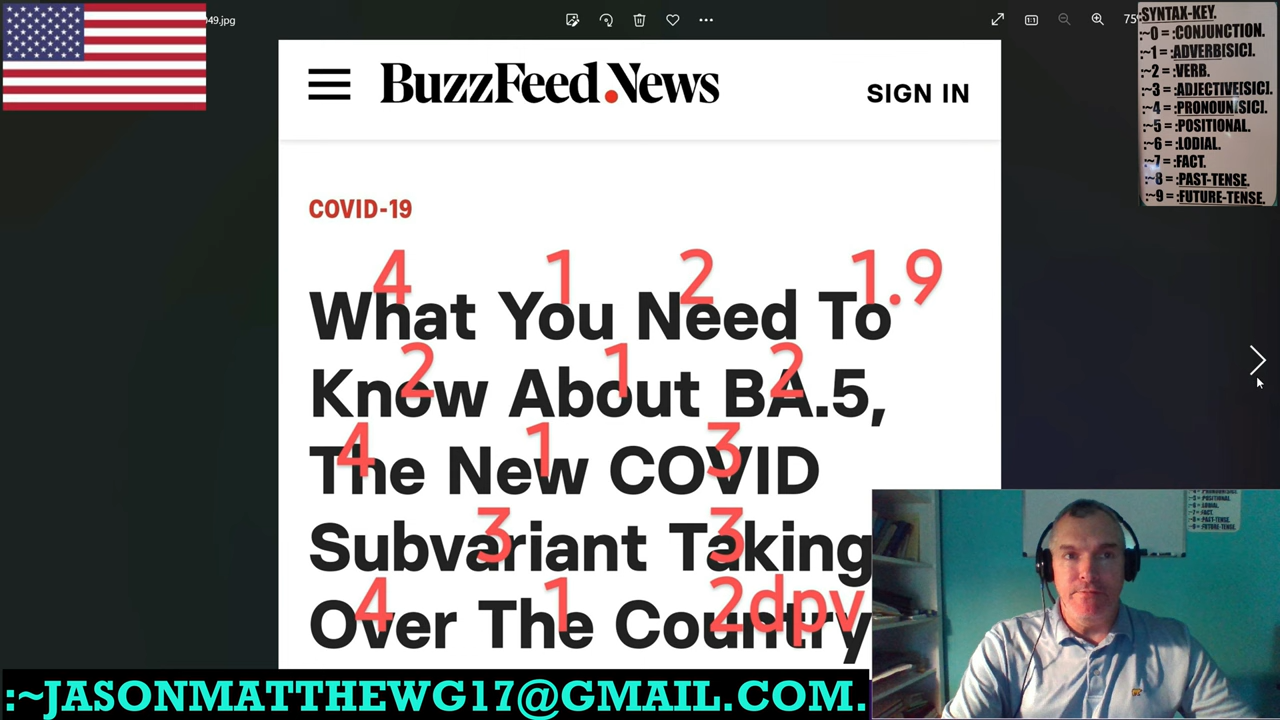 049.jpg
75%
BuzzFeed.News
SIGN IN
COVID-19
4 1 2 1.9
What You Need To
2 1 2
Know About BA.5,
4 1 3
The New COVID
3 3
Subvariant Taking
4 1 2dpv
Over The Country
SYNTAX-KEY.
:~0 = :CONJUNCTION.
:~1 = :ADVERB[SIC].
:~2 = :VERB.
:~3 = :ADJECTIVE[SIC].
:~4 = :PRONOUN[SIC].
:~5 = :POSITIONAL.
:~6 = :LODIAL.
:~7 = :FACT.
:~8 = :PAST-TENSE.
:~9 = :FUTURE-TENSE.
:~JASONMATTHEWG17@GMAIL.COM.